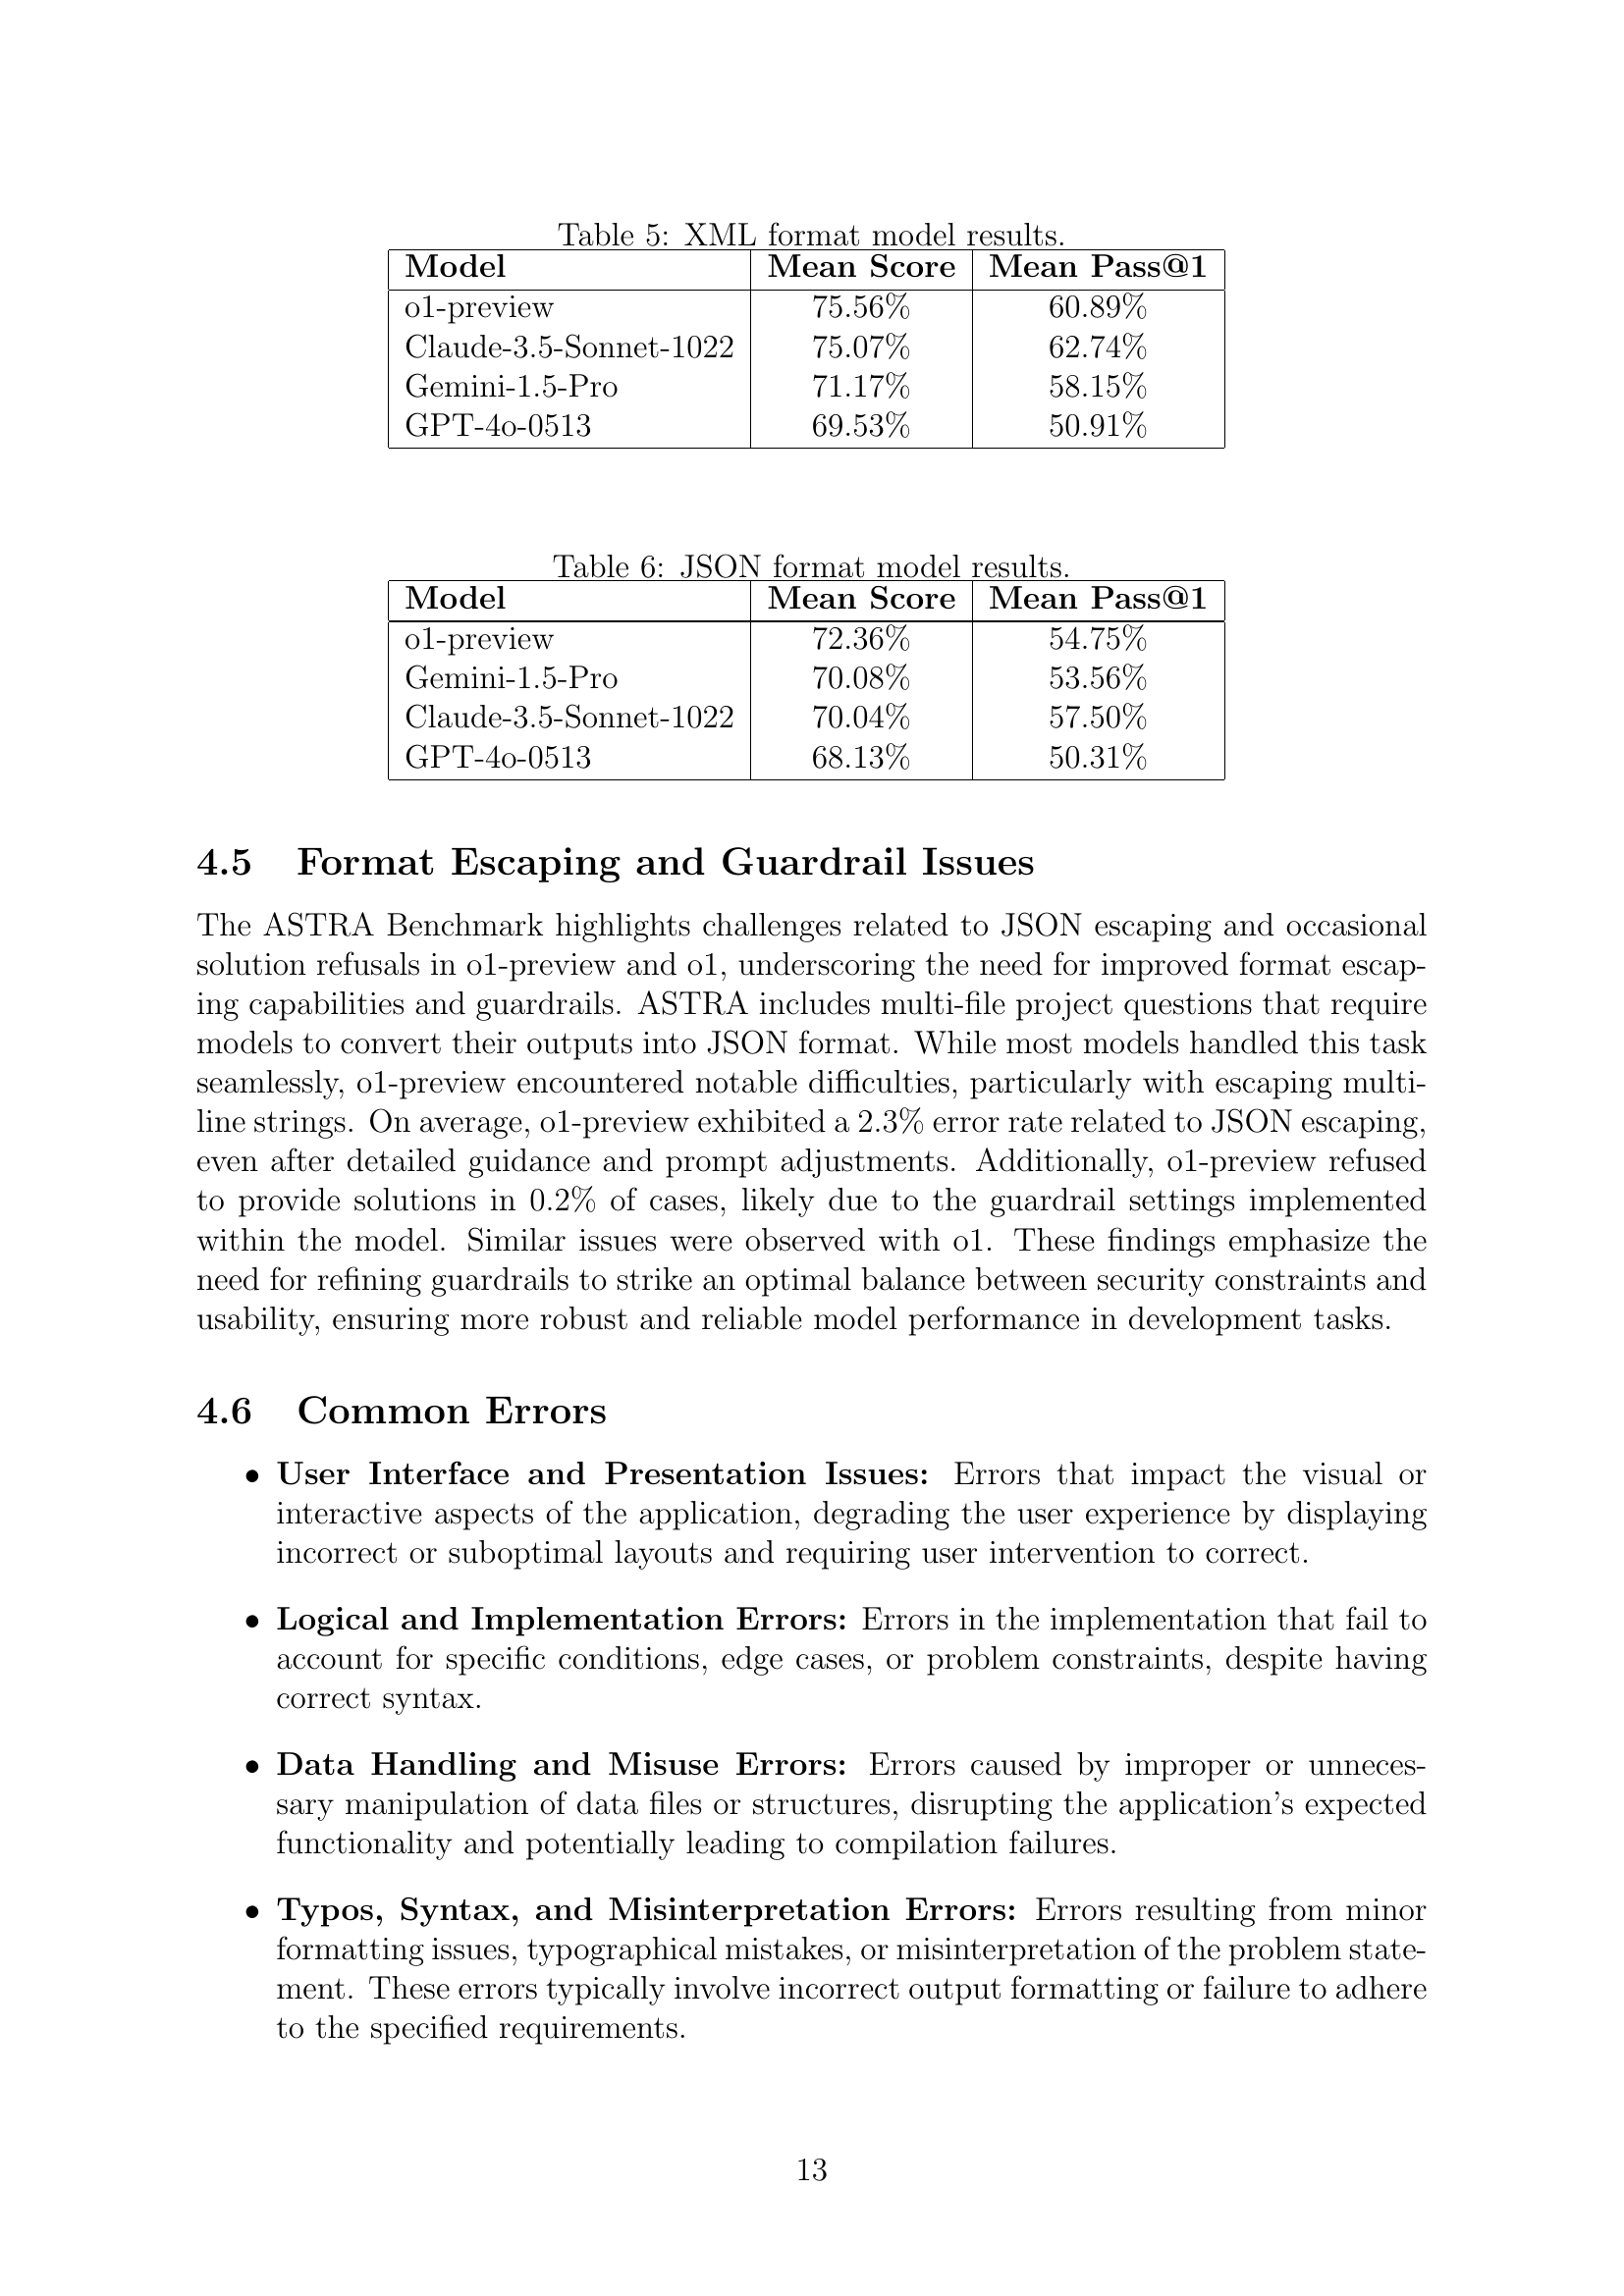 Table 5: XML format model results.
Model Mean Score Mean Pass@1
o1-preview 75.56% 60.89%
Claude-3.5-Sonnet-1022 75.07% 62.74%
Gemini-1.5-Pro 71.17% 58.15%
GPT-4o-0513 69.53% 50.91%
Table 6: JSON format model results.
Model Mean Score Mean Pass@1
o1-preview 72.36% 54.75%
Gemini-1.5-Pro 70.08% 53.56%
Claude-3.5-Sonnet-1022 70.04% 57.50%
GPT-4o-0513 68.13% 50.31%
4.5 Format Escaping and Guardrail Issues
The ASTRA Benchmark highlights challenges related to JSON escaping and occasional
solution refusals in o1-preview and o1, underscoring the need for improved format escap-
ing capabilities and guardrails. ASTRA includes multi-file project questions that require
models to convert their outputs into JSON format. While most models handled this task
seamlessly, o1-preview encountered notable difficulties, particularly with escaping multi-
line strings. On average, o1-preview exhibited a 2.3% error rate related to JSON escaping,
even after detailed guidance and prompt adjustments. Additionally, o1-preview refused
to provide solutions in 0.2% of cases, likely due to the guardrail settings implemented
within the model. Similar issues were observed with o1. These findings emphasize the
need for refining guardrails to strike an optimal balance between security constraints and
usability, ensuring more robust and reliable model performance in development tasks.
4.6 Common Errors
• User Interface and Presentation Issues: Errors that impact the visual or
interactive aspects of the application, degrading the user experience by displaying
incorrect or suboptimal layouts and requiring user intervention to correct.
• Logical and Implementation Errors: Errors in the implementation that fail to
account for specific conditions, edge cases, or problem constraints, despite having
correct syntax.
• Data Handling and Misuse Errors: Errors caused by improper or unneces-
sary manipulation of data files or structures, disrupting the application's expected
functionality and potentially leading to compilation failures.
• Typos, Syntax, and Misinterpretation Errors: Errors resulting from minor
formatting issues, typographical mistakes, or misinterpretation of the problem state-
ment. These errors typically involve incorrect output formatting or failure to adhere
to the specified requirements.
13